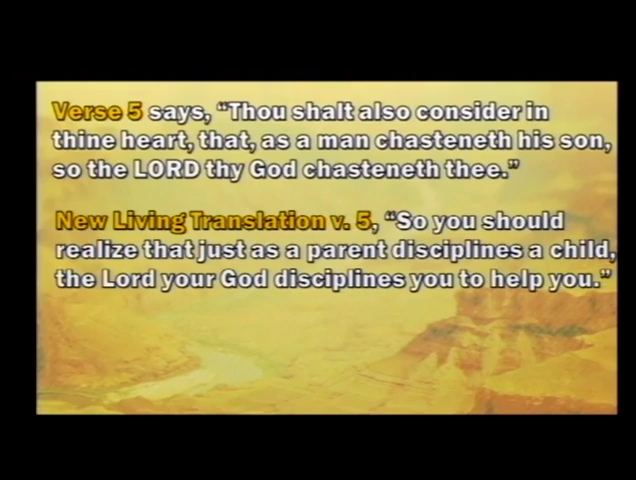 Verse 5 says, “Thou shalt also consider in
thine heart, that, as a man chasteneth his son,
so the LORD thy God chasteneth thee.”
New Living Translation v. 5, “So you should
realize that just as a parent disciplines a child,
the Lord your God disciplines you to help you.”